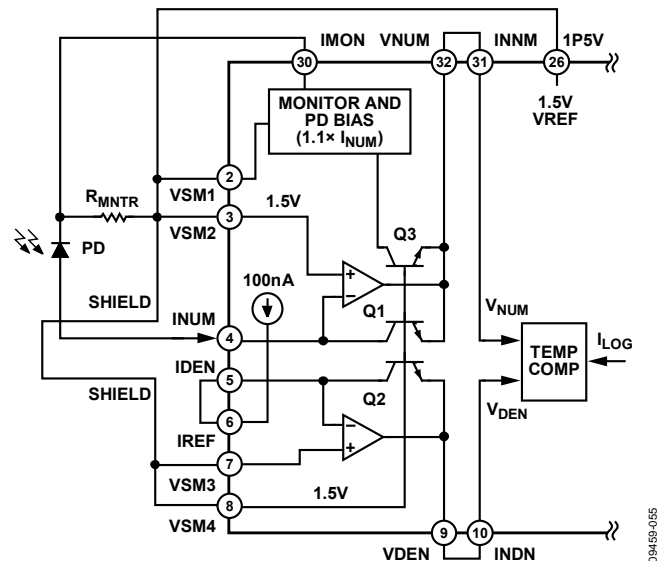 IMON VNUM INNM 1P5V
30 32 31 26
MONITOR AND
PD BIAS
(1.1× INUM)
1.5V
VREF
2
VSM1
RMNTR
3
1.5V
VSM2
Q3
PD
100nA
SHIELD
INUM
4
Q1
VNUM
IDEN
5
TEMP
COMP
ILOG
SHIELD
6
Q2
VDEN
IREF
7
VSM3
8
1.5V
VSM4
9 10
VDEN INDN
+
−
−
+
09459-055